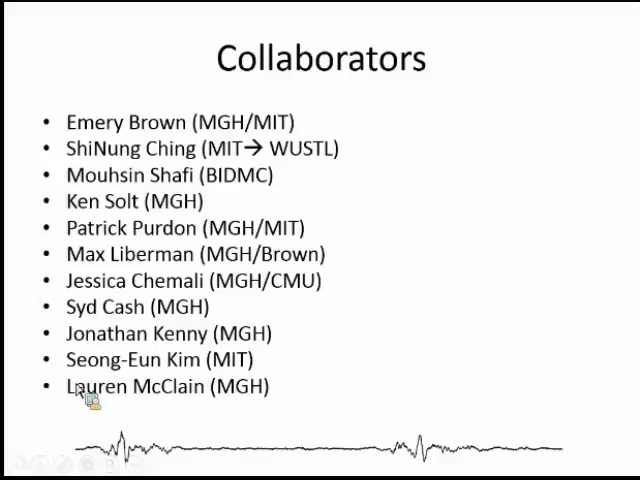 Collaborators
• Emery Brown (MGH/MIT)
• ShiNung Ching (MIT→ WUSTL)
• Mouhsin Shafi (BIDMC)
• Ken Solt (MGH)
• Patrick Purdon (MGH/MIT)
• Max Liberman (MGH/Brown)
• Jessica Chemali (MGH/CMU)
• Syd Cash (MGH)
• Jonathan Kenny (MGH)
• Seong-Eun Kim (MIT)
• Lauren McClain (MGH)